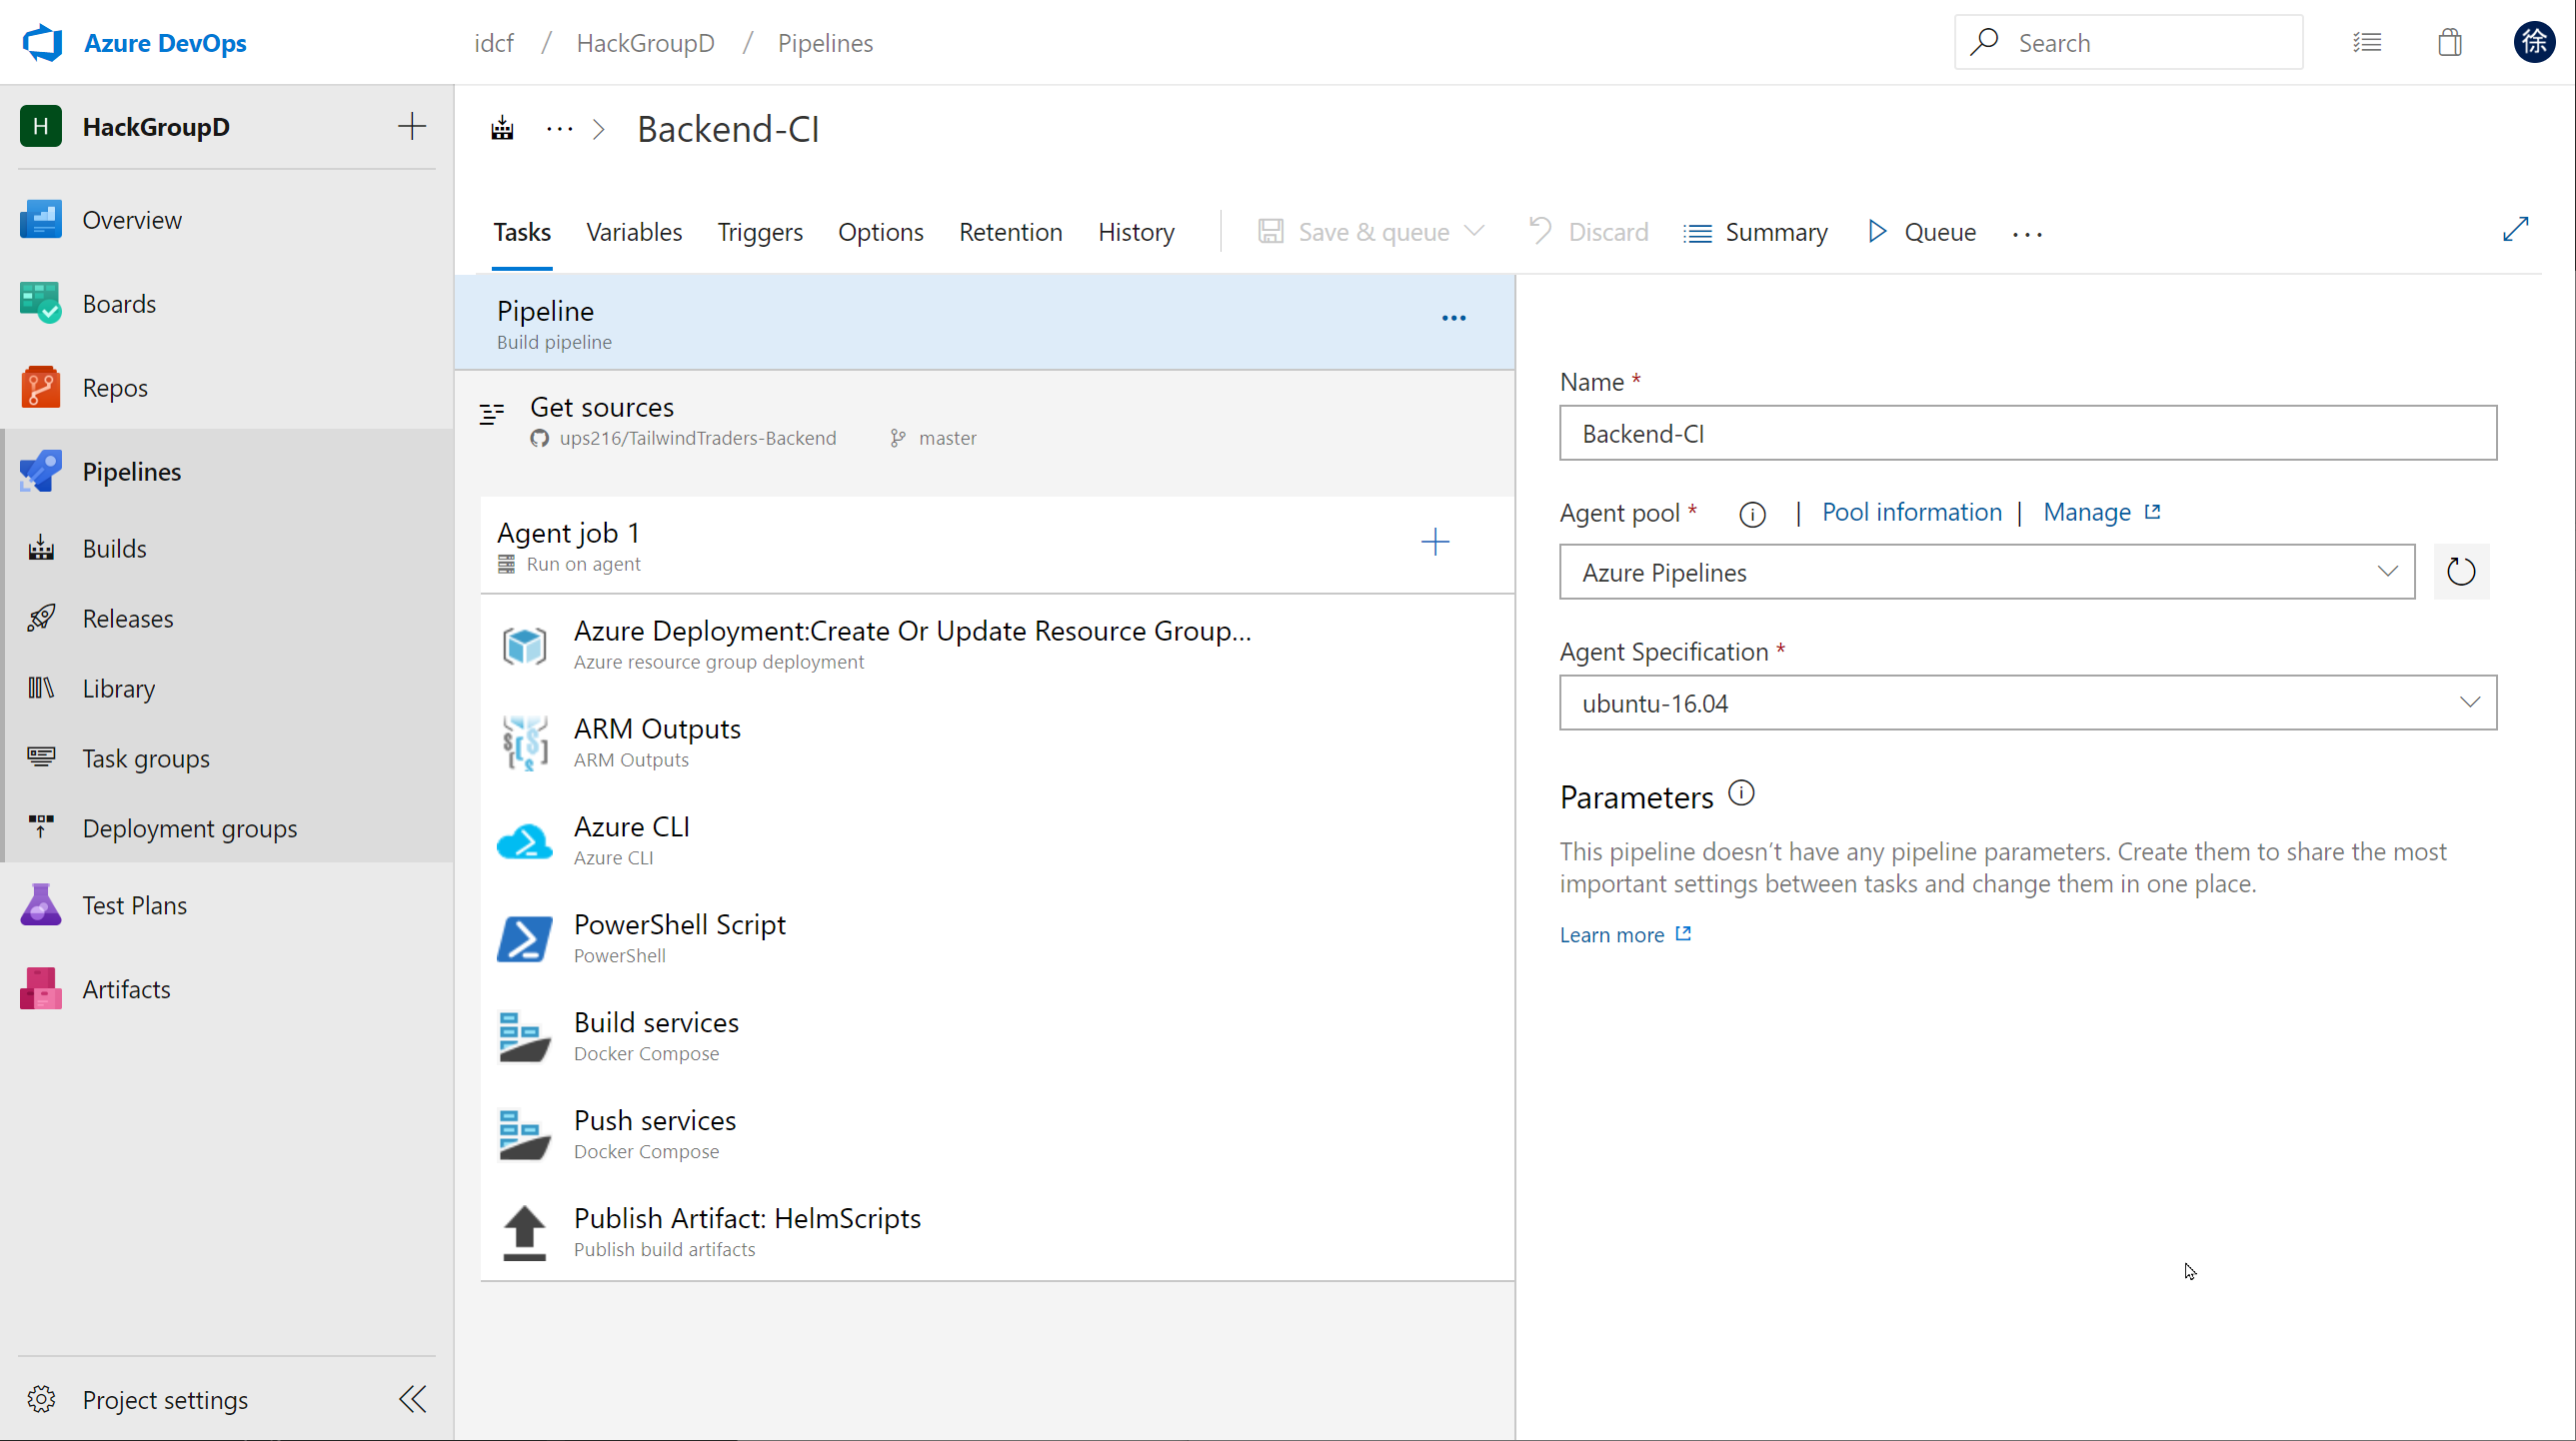 Azure DevOps
idcf / HackGroupD / Pipelines
Search
徐
H
HackGroupD
Overview
Boards
Repos
Pipelines
Builds
Releases
Library
Task groups
Deployment groups
Test Plans
Artifacts
Project settings
... > Backend-CI
Tasks Variables Triggers Options Retention History Save & queue Discard Summary Queue ...
Pipeline
Build pipeline
...
Get sources
ups216/TailwindTraders-Backend master
Agent job 1
Run on agent
Azure Deployment:Create Or Update Resource Group...
Azure resource group deployment
ARM Outputs
ARM Outputs
Azure CLI
Azure CLI
PowerShell Script
PowerShell
Build services
Docker Compose
Push services
Docker Compose
Publish Artifact: HelmScripts
Publish build artifacts
Name *
Backend-CI
Agent pool * | Pool information | Manage
Azure Pipelines
Agent Specification *
ubuntu-16.04
Parameters
This pipeline doesn't have any pipeline parameters. Create them to share the most
important settings between tasks and change them in one place.
Learn more